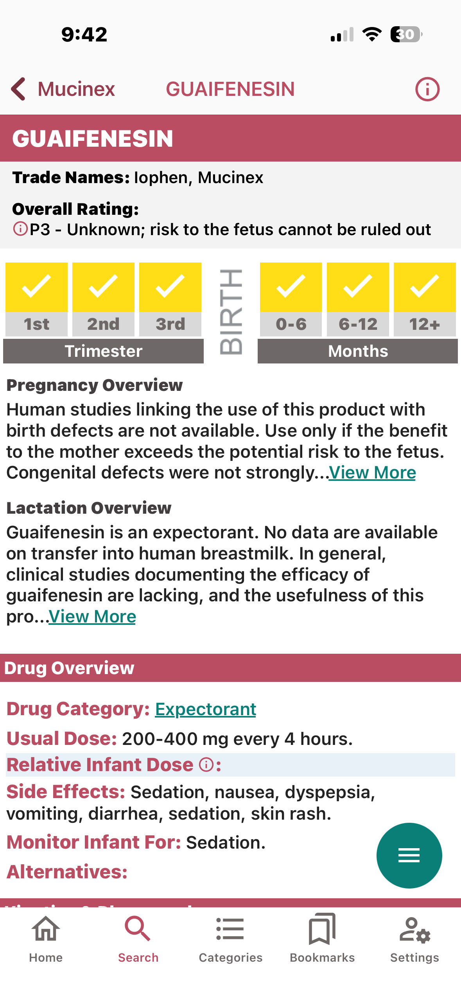 9:42
30
Mucinex
GUAIFENESIN
GUAIFENESIN
Trade Names: Iophen, Mucinex
Overall Rating:
P3 - Unknown; risk to the fetus cannot be ruled out
1st 2nd 3rd
Trimester
BIRTH
0-6 6-12 12+
Months
Pregnancy Overview
Human studies linking the use of this product with
birth defects are not available. Use only if the benefit
to the mother exceeds the potential risk to the fetus.
Congenital defects were not strongly...View More
Lactation Overview
Guaifenesin is an expectorant. No data are available
on transfer into human breastmilk. In general,
clinical studies documenting the efficacy of
guaifenesin are lacking, and the usefulness of this
pro...View More
Drug Overview
Drug Category: Expectorant
Usual Dose: 200-400 mg every 4 hours.
Relative Infant Dose :
Side Effects: Sedation, nausea, dyspepsia,
vomiting, diarrhea, sedation, skin rash.
Monitor Infant For: Sedation.
Alternatives:
Home
Search
Categories
Bookmarks
Settings